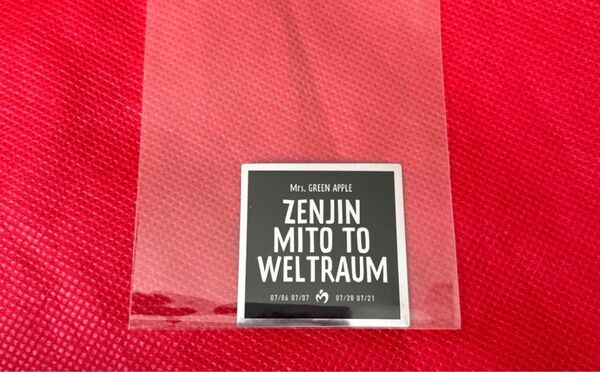 Mrs. GREEN APPLE
ZENJIN
MITO TO
WELTRAUM
07/06 07/07 07/20 07/21